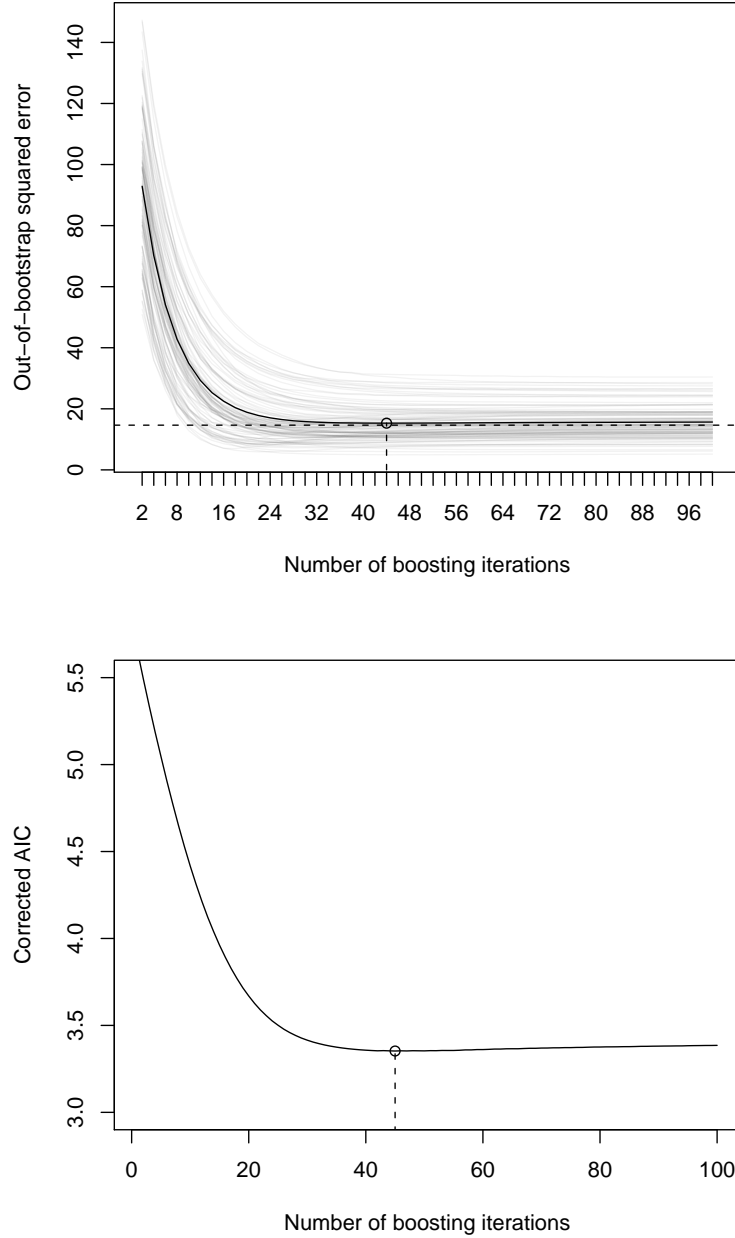 140
120
100
80
60
40
20
0
Out−of−bootstrap squared error
2 8 16 24 32 40 48 56 64 72 80 88 96
Number of boosting iterations
5.5
5.0
4.5
4.0
3.5
3.0
Corrected AIC
0 20 40 60 80 100
Number of boosting iterations